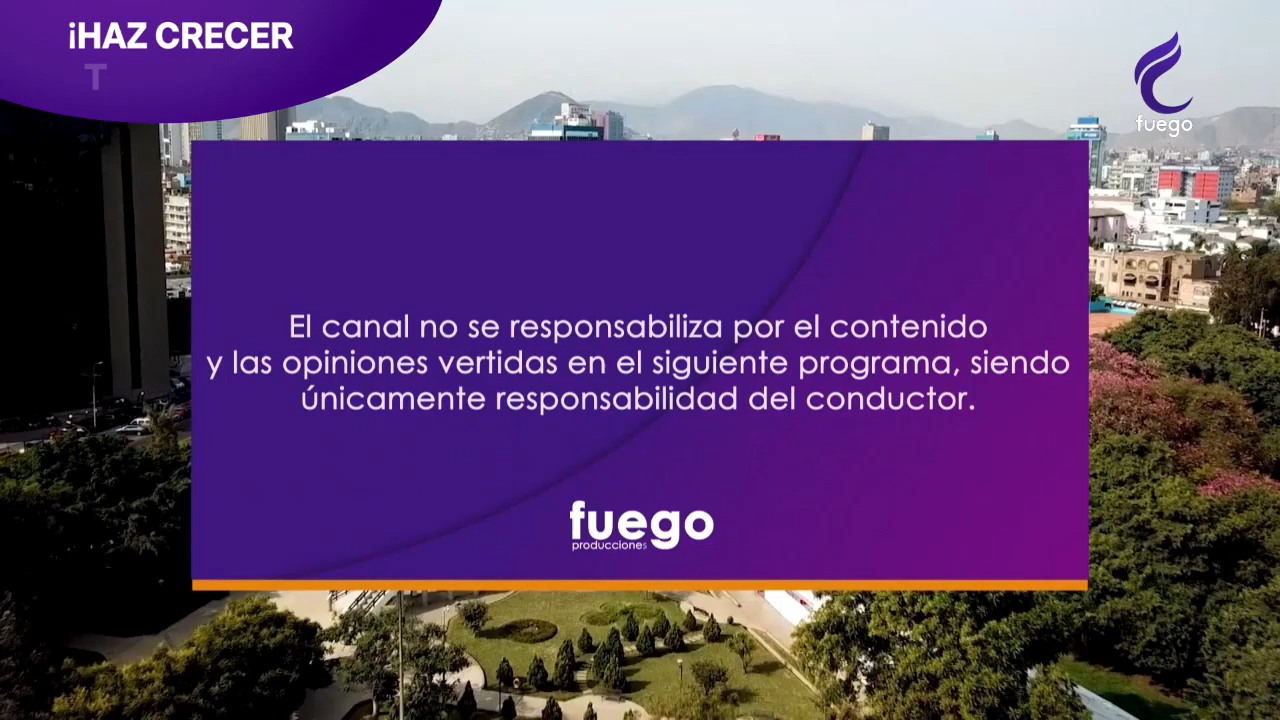 ¡HAZ CRECER
T
fuego
El canal no se responsabiliza por el contenido
y las opiniones vertidas en el siguiente programa, siendo
únicamente responsabilidad del conductor.
fuego
producciones